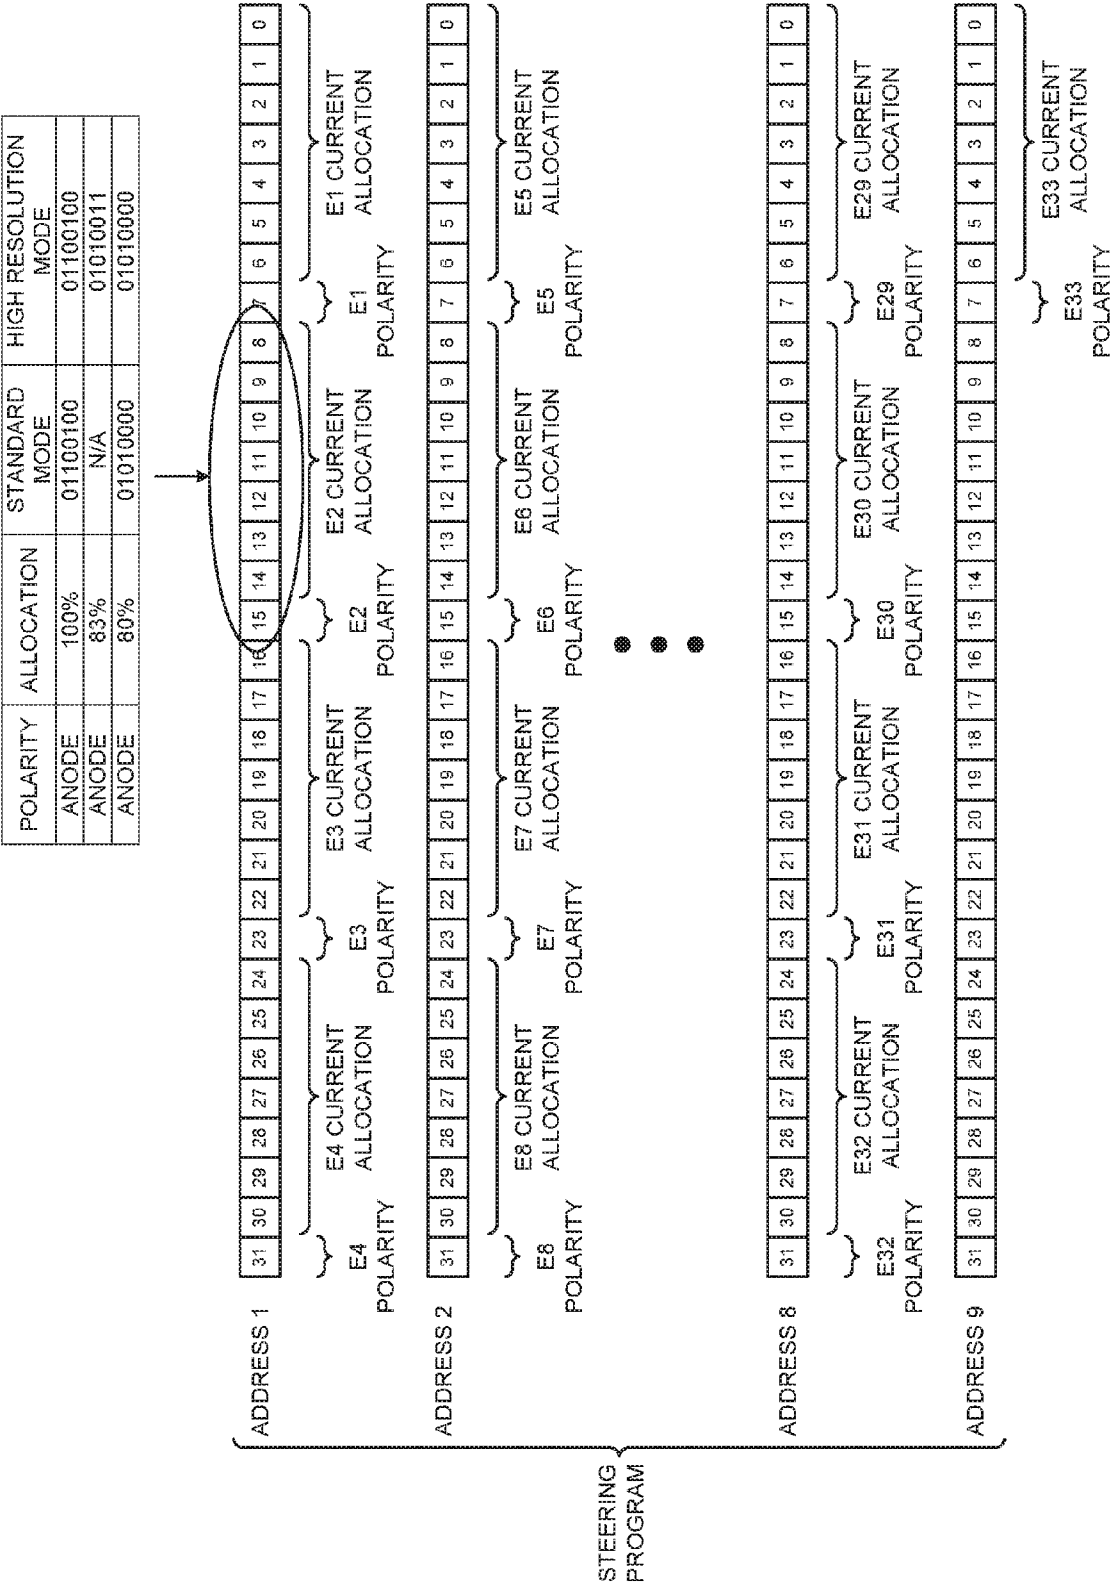 POLARITY ALLOCATION STANDARD MODE HIGH RESOLUTION MODE
ANODE 100% 01100100 01100100
ANODE 83% N/A 01010011
ANODE 80% 01010000 01010000
STEERING PROGRAM
ADDRESS 1 31 30 29 28 27 26 25 24 23 22 21 20 19 18 17 16 15 14 13 12 11 10 9 8 7 6 5 4 3 2 1 0
E4 POLARITY E4 CURRENT ALLOCATION E3 POLARITY E3 CURRENT ALLOCATION E2 POLARITY E2 CURRENT ALLOCATION E1 POLARITY E1 CURRENT ALLOCATION
ADDRESS 2 31 30 29 28 27 26 25 24 23 22 21 20 19 18 17 16 15 14 13 12 11 10 9 8 7 6 5 4 3 2 1 0
E8 POLARITY E8 CURRENT ALLOCATION E7 POLARITY E7 CURRENT ALLOCATION E6 POLARITY E6 CURRENT ALLOCATION E5 POLARITY E5 CURRENT ALLOCATION
ADDRESS 8 31 30 29 28 27 26 25 24 23 22 21 20 19 18 17 16 15 14 13 12 11 10 9 8 7 6 5 4 3 2 1 0
E32 POLARITY E32 CURRENT ALLOCATION E31 POLARITY E31 CURRENT ALLOCATION E30 POLARITY E30 CURRENT ALLOCATION E29 POLARITY E29 CURRENT ALLOCATION
ADDRESS 9 31 30 29 28 27 26 25 24 23 22 21 20 19 18 17 16 15 14 13 12 11 10 9 8 7 6 5 4 3 2 1 0
E33 POLARITY E33 CURRENT ALLOCATION